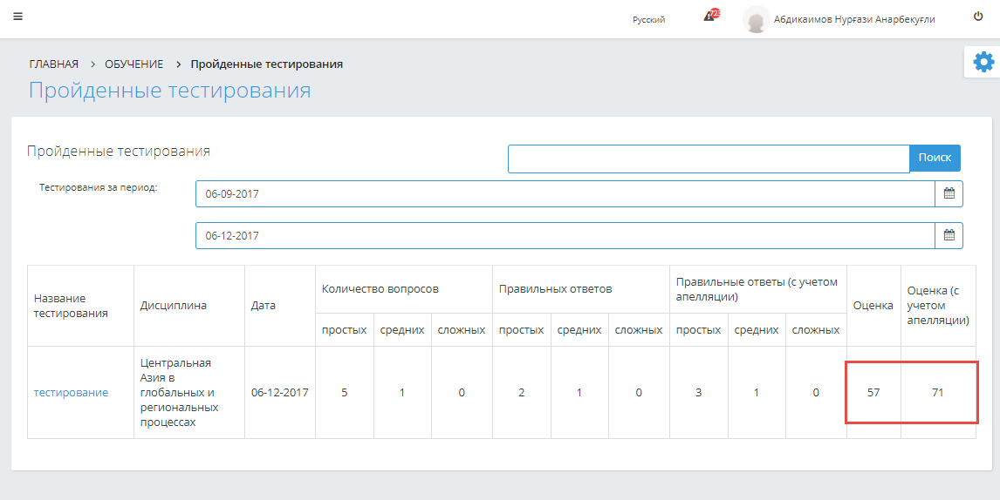 Русский
723
Абдикаимов Нурғази Анарбекуғли
ГЛАВНАЯ > ОБУЧЕНИЕ > Пройденные тестирования
Пройденные тестирования
Пройденные тестирования
Поиск
Тестирования за период:
06-09-2017
06-12-2017
Название тестирования
Дисциплина
Дата
Количество вопросов
Правильных ответов
Правильные ответы (с учетом апелляции)
Оценка
Оценка (с учетом апелляции)
простых средних сложных простых средних сложных простых средних сложных
тестирование
Центральная
Азия в
глобальных и
региональных
процессах
06-12-2017 5 1 0 2 1 0 3 1 0 57 71